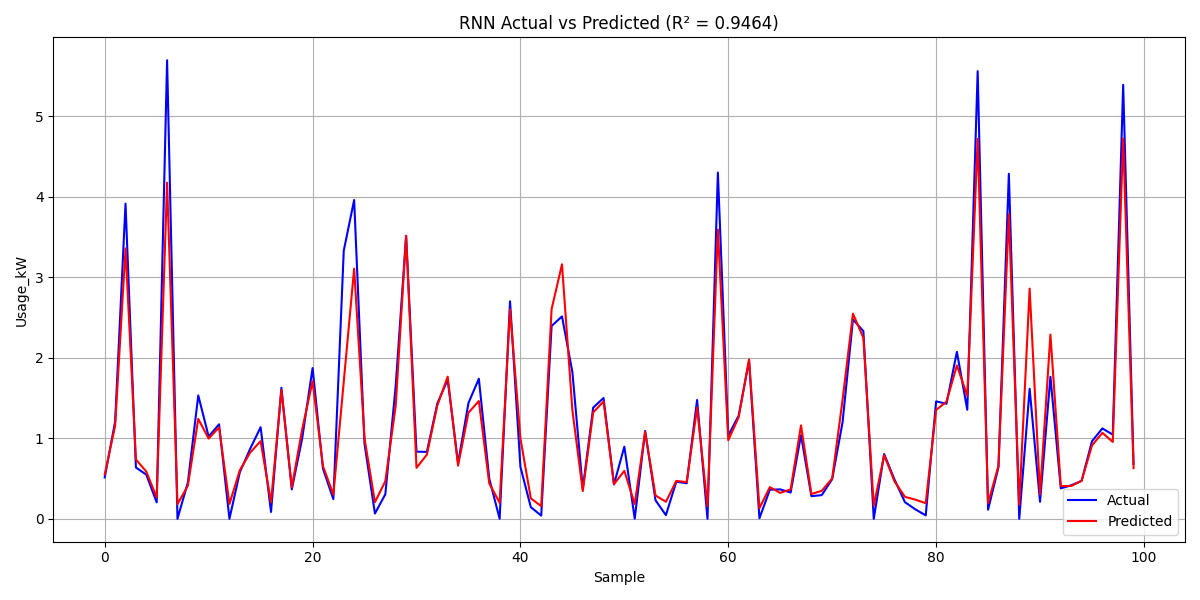 RNN Actual vs Predicted (R² = 0.9464)
Usage_kW
5
4
3
2
1
0
0 20 40 60 80 100
Sample
Actual
Predicted